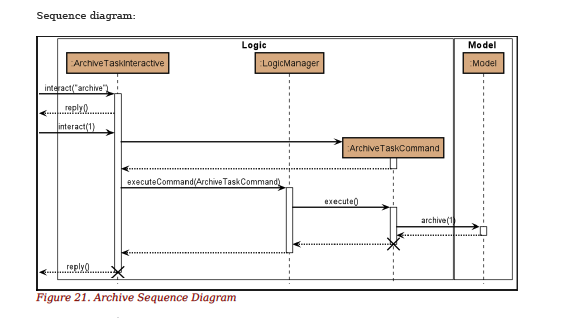 Sequence diagram:
Logic
Model
:ArchiveTaskInteractive
:LogicManager
:Model
interact("archive")
reply()
interact(1)
:ArchiveTaskCommand
executeCommand(ArchiveTaskCommand)
execute()
archive(1)
reply()
Figure 21. Archive Sequence Diagram